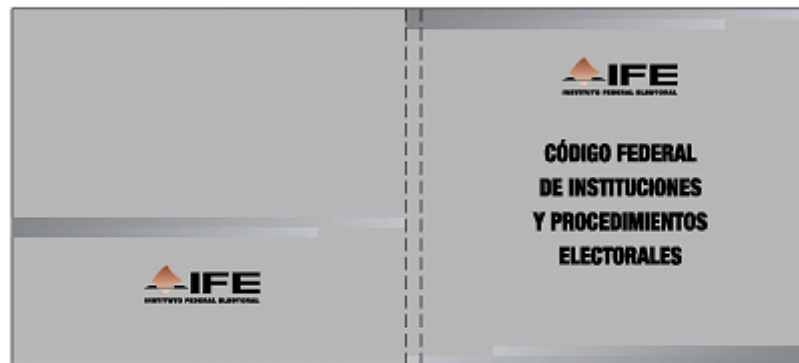 IFE
INSTITUTO FEDERAL ELECTORAL
CÓDIGO FEDERAL
DE INSTITUCIONES
Y PROCEDIMIENTOS
ELECTORALES
IFE
INSTITUTO FEDERAL ELECTORAL